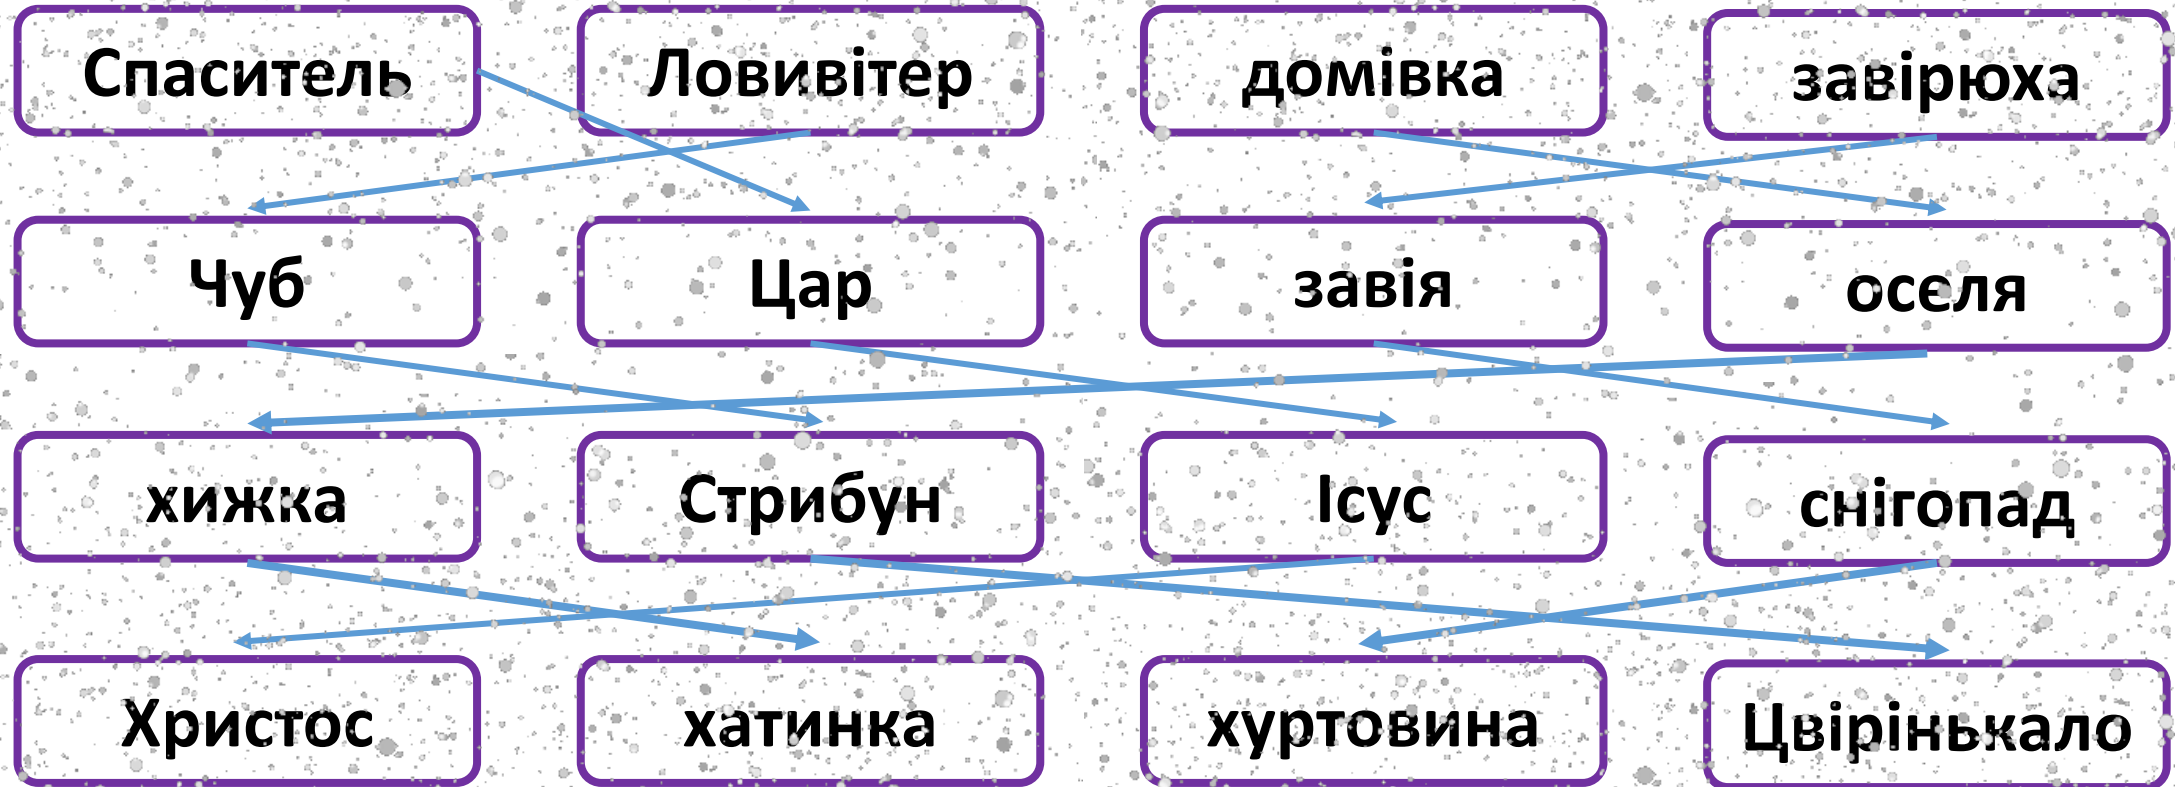 Спаситель
Ловивітер
домівка
завірюха
Чуб
Цар
завія
оселя
хижка
Стрибун
Ісус
снігопад
Христос
хатинка
хуртовина
Цвірінькало